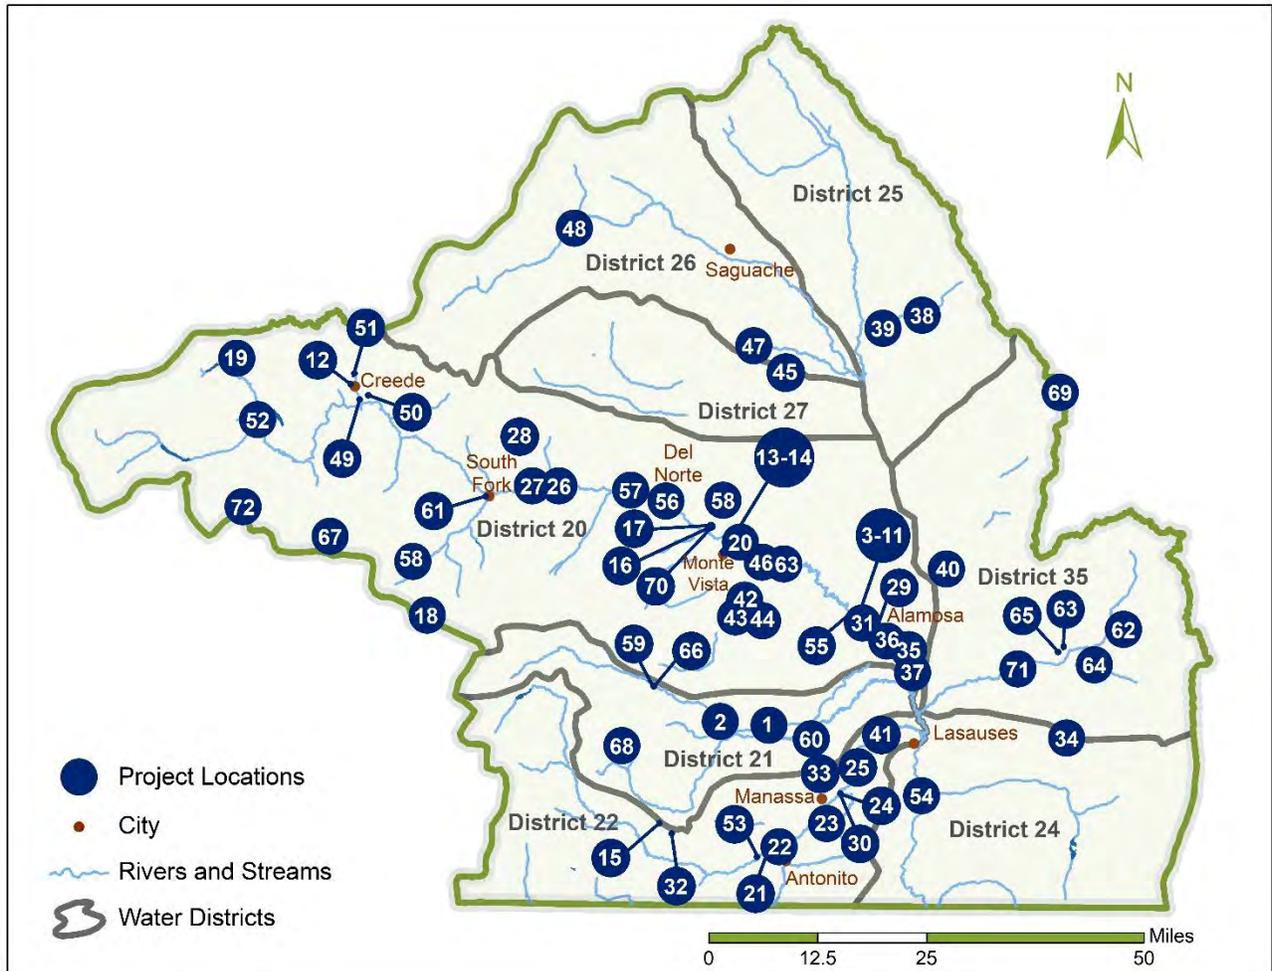 N
District 25
48
District 26
Saguache
51
39
38
19
12
47
Creede
45
69
50
52
District 27
28
Del
Norte
13-14
49
South
Fork
27
26
57
56
58
72
61
District 20
17
3-11
67
20
58
16
Monte
Vista
46
63
40
District 35
70
29
18
42
43
44
31
Alamosa
65
63
62
59
66
55
36
35
37
71
64
2
1
60
41
Lasauses
34
68
District 21
33
25
Project Locations
Manassa
54
24
City
District 22
53
23
District 24
15
22
30
Rivers and Streams
32
21
Antonito
Water Districts
Miles
0
12.5
25
50